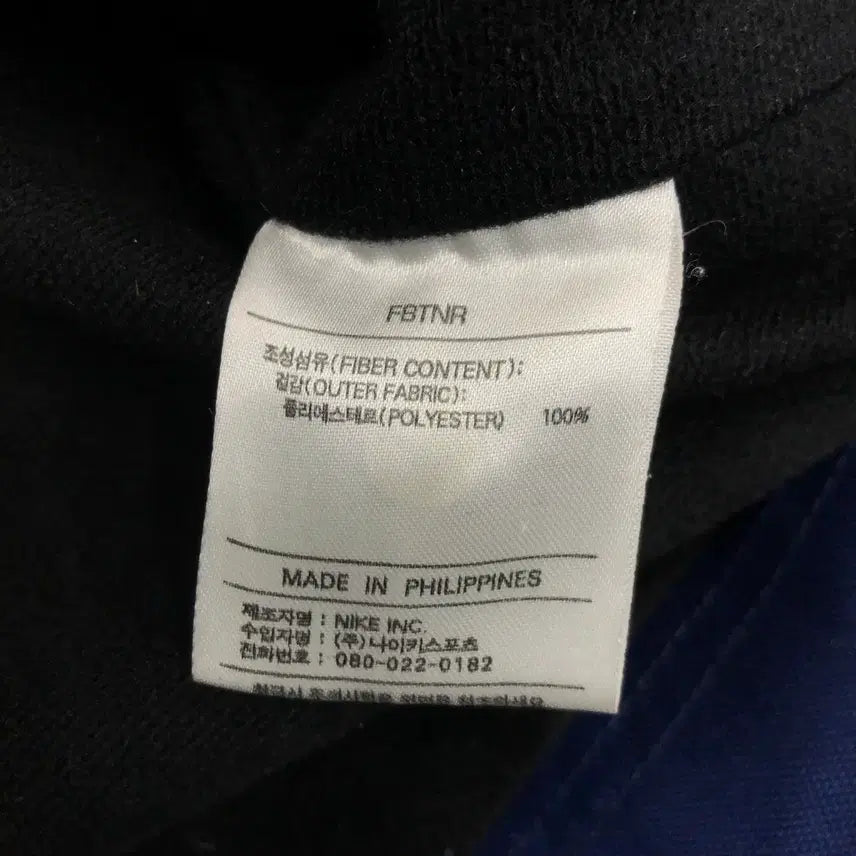 FBTNR
조성섬유(FIBER CONTENT):
겉감(OUTER FABRIC):
폴리에스테르(POLYESTER) 100%
MADE IN PHILIPPINES
제조자명 : NIKE INC.
수입자명 : (주)나이키스포츠
전화번호 : 080-022-0182